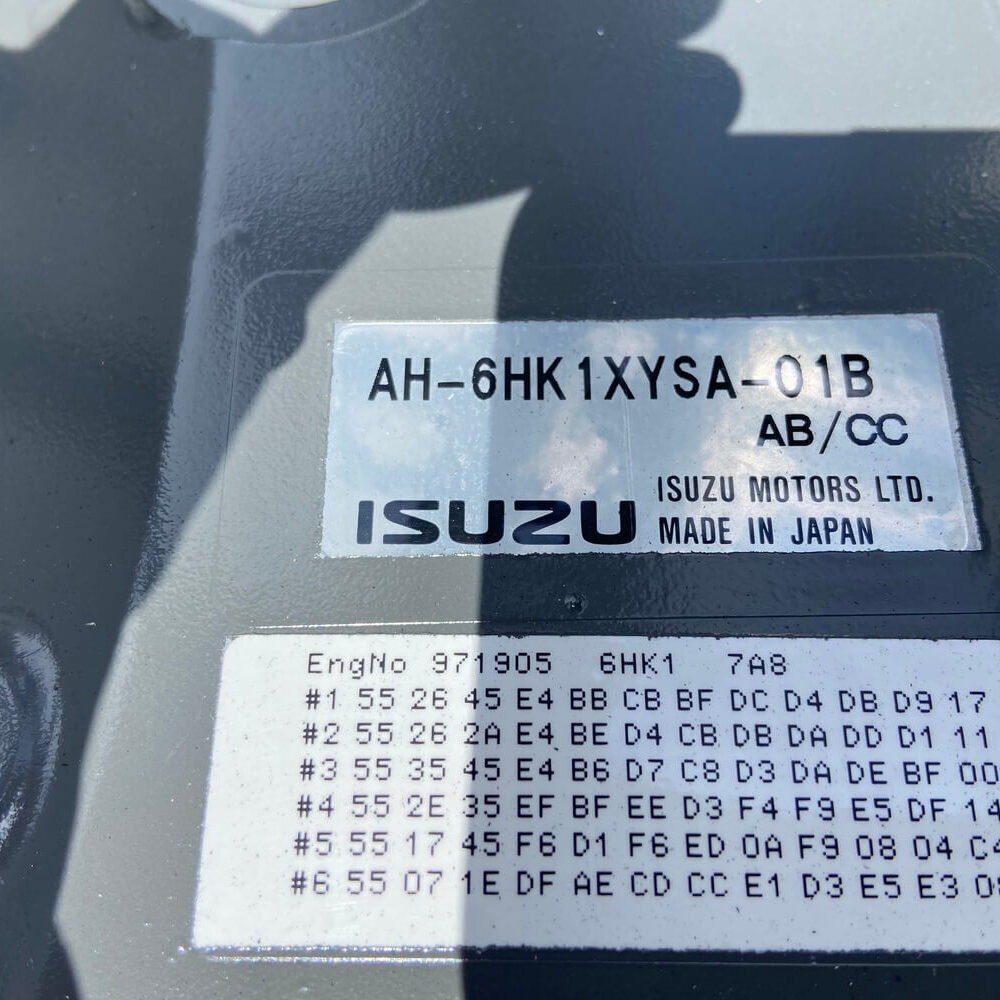 AH-6HK1XYSA-01B
AB/CC
ISUZU ISUZU MOTORS LTD.
MADE IN JAPAN
EngNo 971905 6HK1 7A8
#1 55 26 45 E4 BB CB BF DC D4 DB D9 17
#2 55 26 2A E4 BE D4 CB DB DA DD D1 11
#3 55 35 45 E4 B6 D7 C8 D3 DA DE BF 00
#4 55 2E 35 EF BF EE D3 F4 F9 E5 DF 14
#5 55 17 45 F6 D1 F6 ED 0A F9 08 04
#6 55 07 1E DF AE CD CC E1 D3 E5 E3